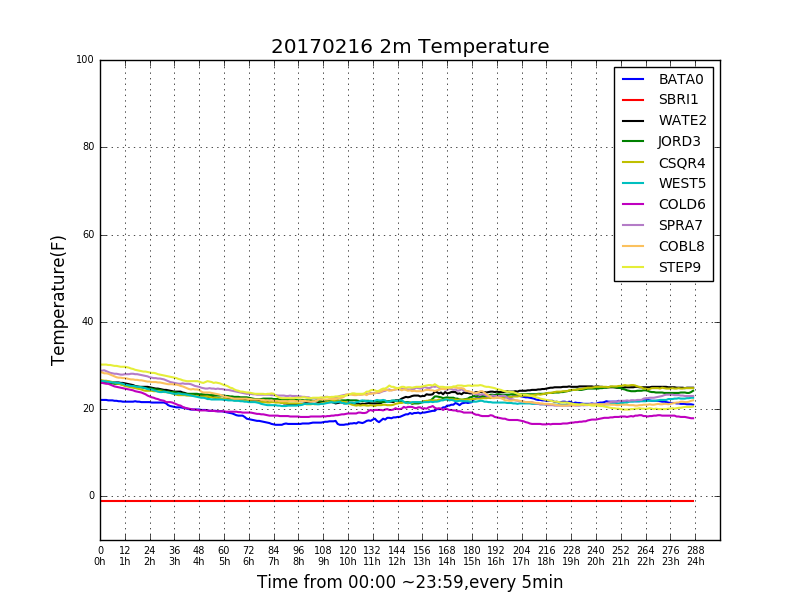 20170216 2m Temperature
100
80
60
40
20
0
Temperature(F)
BATA0
SBRI1
WATE2
JORD3
CSQR4
WEST5
COLD6
SPRA7
COBL8
STEP9
0 12 24 36 48 60 72 84 96 108 120 132 144 156 168 180 192 204 216 228 240 252 264 276 288
0h 1h 2h 3h 4h 5h 6h 7h 8h 9h 10h 11h 12h 13h 14h 15h 16h 17h 18h 19h 20h 21h 22h 23h 24h
Time from 00:00 ~23:59,every 5min